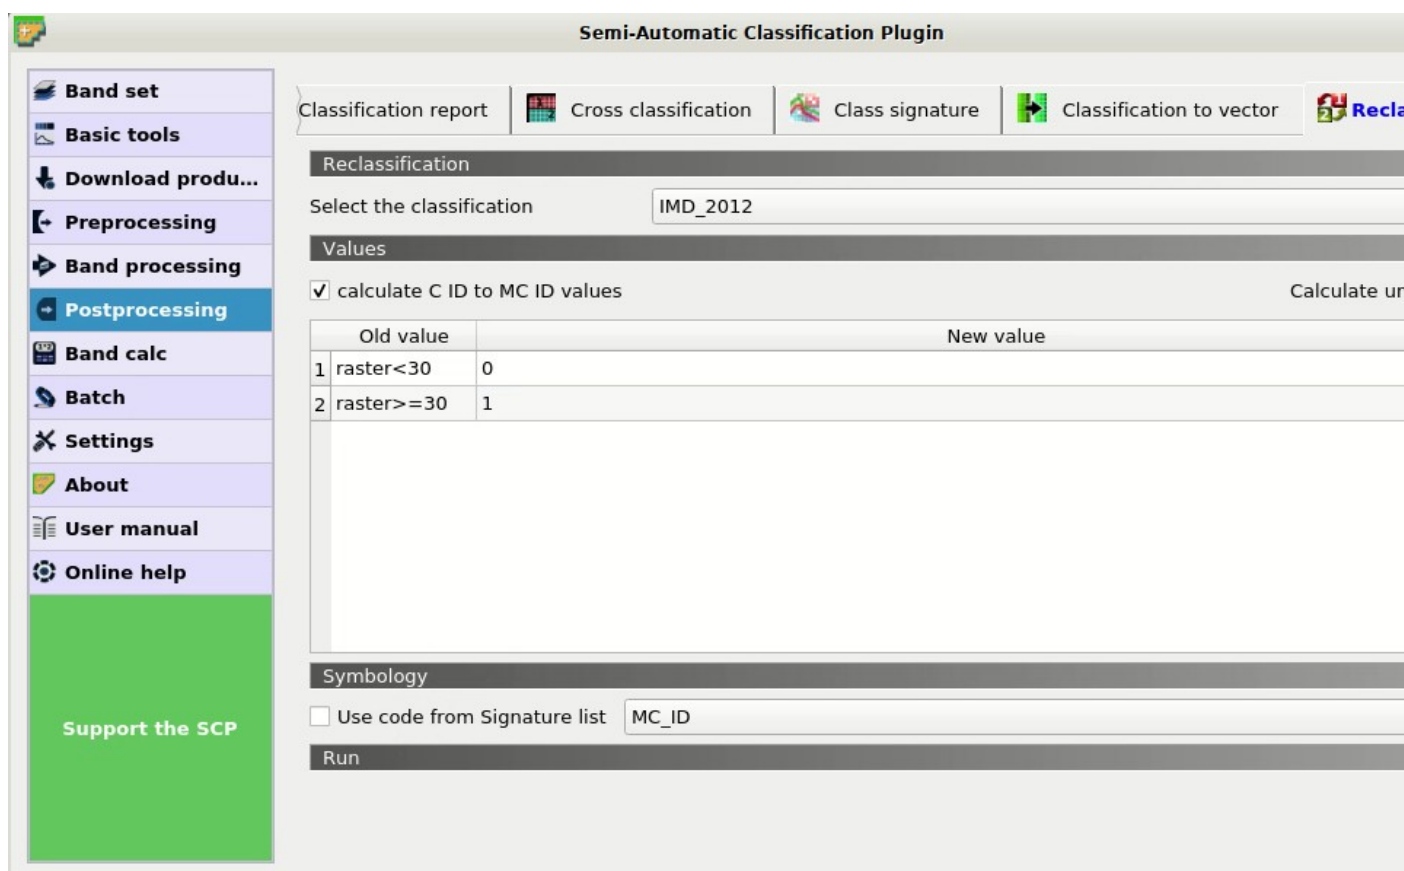 Semi-Automatic Classification Plugin
Band set
Basic tools
Download produ...
Preprocessing
Band processing
Postprocessing
Band calc
Batch
Settings
About
User manual
Online help
Support the SCP
Classification report
Cross classification
Class signature
Classification to vector
Recla
Reclassification
Select the classification
IMD_2012
Values
calculate C ID to MC ID values
Calculate un
Old value
New value
1 raster<30 0
2 raster>=30 1
Symbology
Use code from Signature list
MC_ID
Run